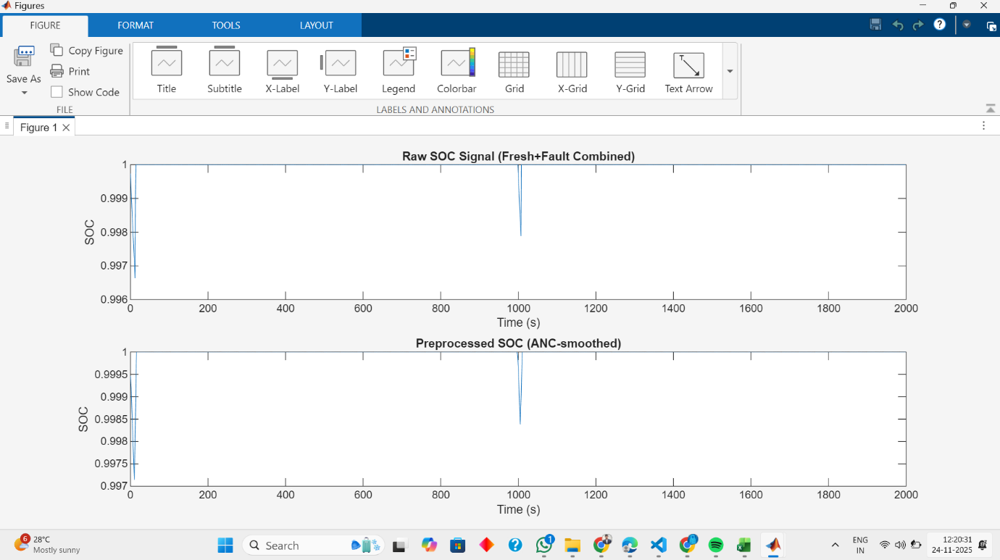 Figures
FIGURE FORMAT TOOLS LAYOUT
Save As
Copy Figure
Print
Show Code
FILE
Title Subtitle X-Label Y-Label Legend Colorbar Grid X-Grid Y-Grid Text Arrow
LABELS AND ANNOTATIONS
Figure 1
Raw SOC Signal (Fresh+Fault Combined)
1
0.999
0.998
0.997
0.996
SOC
0 200 400 600 800 1000 1200 1400 1600 1800 2000
Time (s)
Preprocessed SOC (ANC-smoothed)
1
0.9995
0.999
0.9985
0.998
0.9975
0.997
SOC
0 200 400 600 800 1000 1200 1400 1600 1800 2000
Time (s)
6
28°C
Mostly sunny
Search
1
ENG
IN
12:20:31
24-11-2025